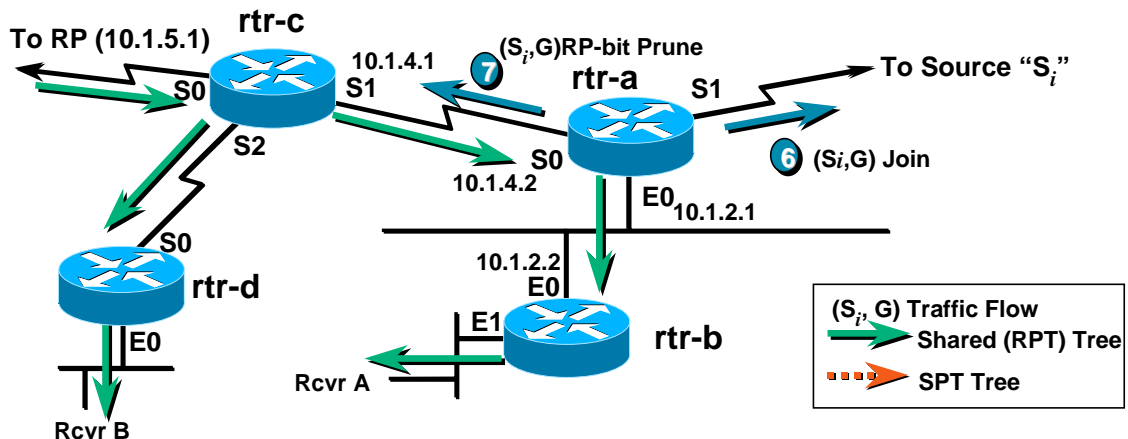 rtr-c
To RP (10.1.5.1)
10.1.4.1
7
(Si,G)RP-bit Prune
rtr-a
S1
To Source “Si”
S0
S1
S2
S0
10.1.4.2
6
(Si,G) Join
E0
10.1.2.1
S0
rtr-d
10.1.2.2
E0
E1
rtr-b
E0
Rcvr A
Rcvr B
(Si, G) Traffic Flow
Shared (RPT) Tree
SPT Tree